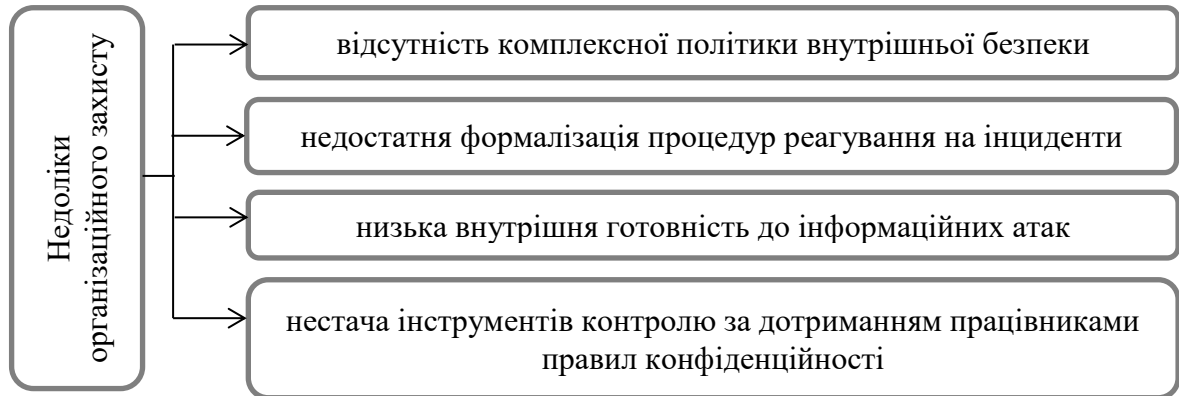 Недоліки
організаційного захисту
відсутність комплексної політики внутрішньої безпеки
недостатня формалізація процедур реагування на інциденти
низька внутрішня готовність до інформаційних атак
нестача інструментів контролю за дотриманням працівниками
правил конфіденційності